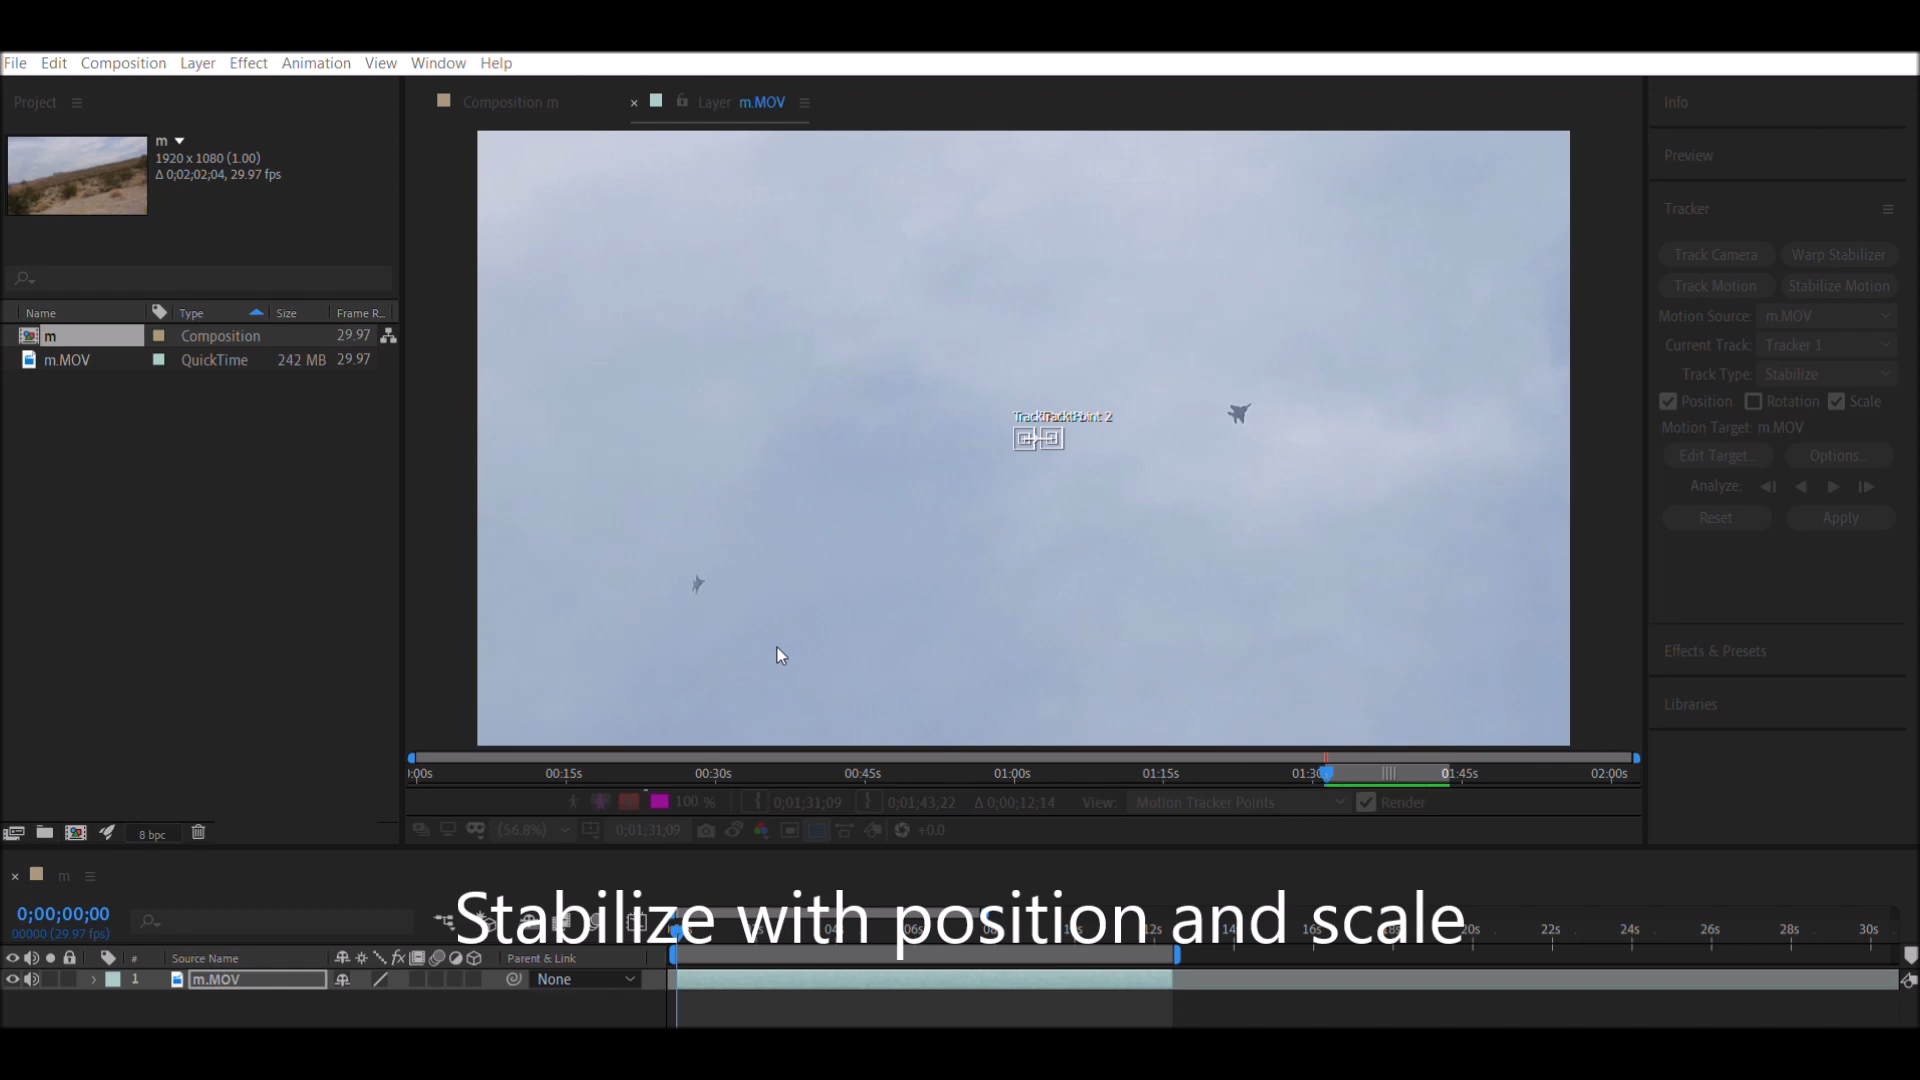 File Edit Composition Layer Effect Animation View Window Help
Project
Composition m
Layer m.MOV
Info
m
1920 x 1080 (1.00)
Δ 0;02;02;04, 29.97 fps
Preview
Tracker
Track Camera Warp Stabilizer
Track Motion Stabilize Motion
Motion Source: m.MOV
Current Track: Tracker 1
Track Type: Stabilize
Position Rotation Scale
Motion Target: m.MOV
Edit Target... Options...
Analyze:
Reset Apply
Name Type Size Frame R...
m Composition 29.97
m.MOV QuickTime 242 MB 29.97
Point 2
Effects & Presets
Libraries
00:15s 00:30s 00:45s 01:00s 01:15s 01:45s 02:00s
100 % 0;01;31;09 0;01;43;22 Δ 0;00;12;14 View: Motion Tracker Points Render
8 bpc
(56.8%) 0;01;31;09 +0.0
m
0;00;00;00
00000 (29.97 fps)
Stabilize with position and scale
12s 14s 16s 18s 20s 22s 24s 26s 28s 30s
# Source Name fx Parent & Link
1 m.MOV None